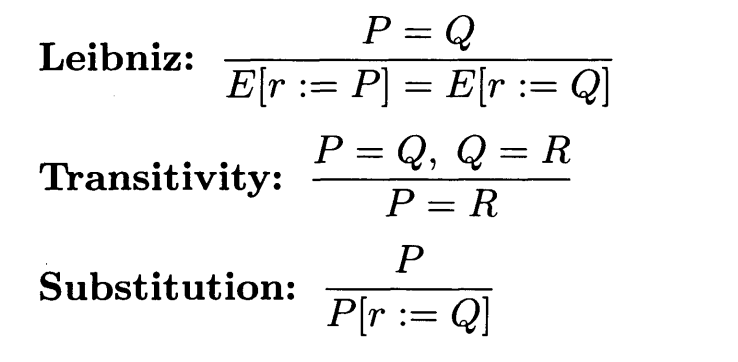 Leibniz: P = Q
E[r := P] = E[r := Q]
Transitivity: P = Q, Q = R
P = R
Substitution: P
P[r := Q]